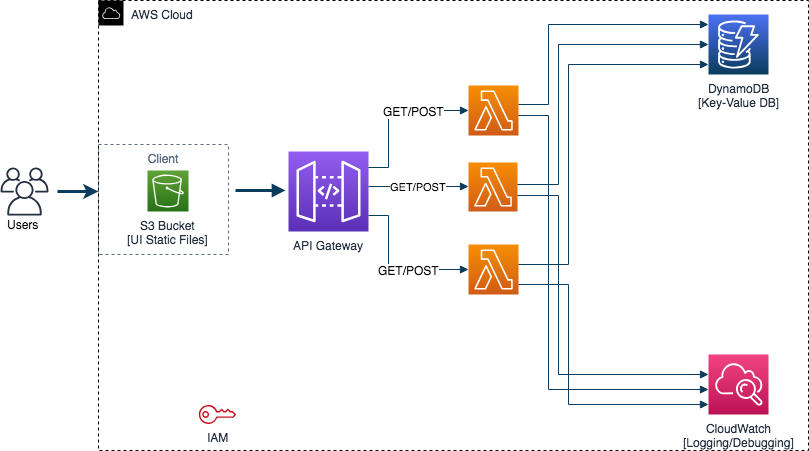 AWS Cloud
DynamoDB
[Key-Value DB]
GET/POST
Client
GET/POST
S3 Bucket
[UI Static Files]
Users
API Gateway
GET/POST
IAM
CloudWatch
[Logging/Debugging]